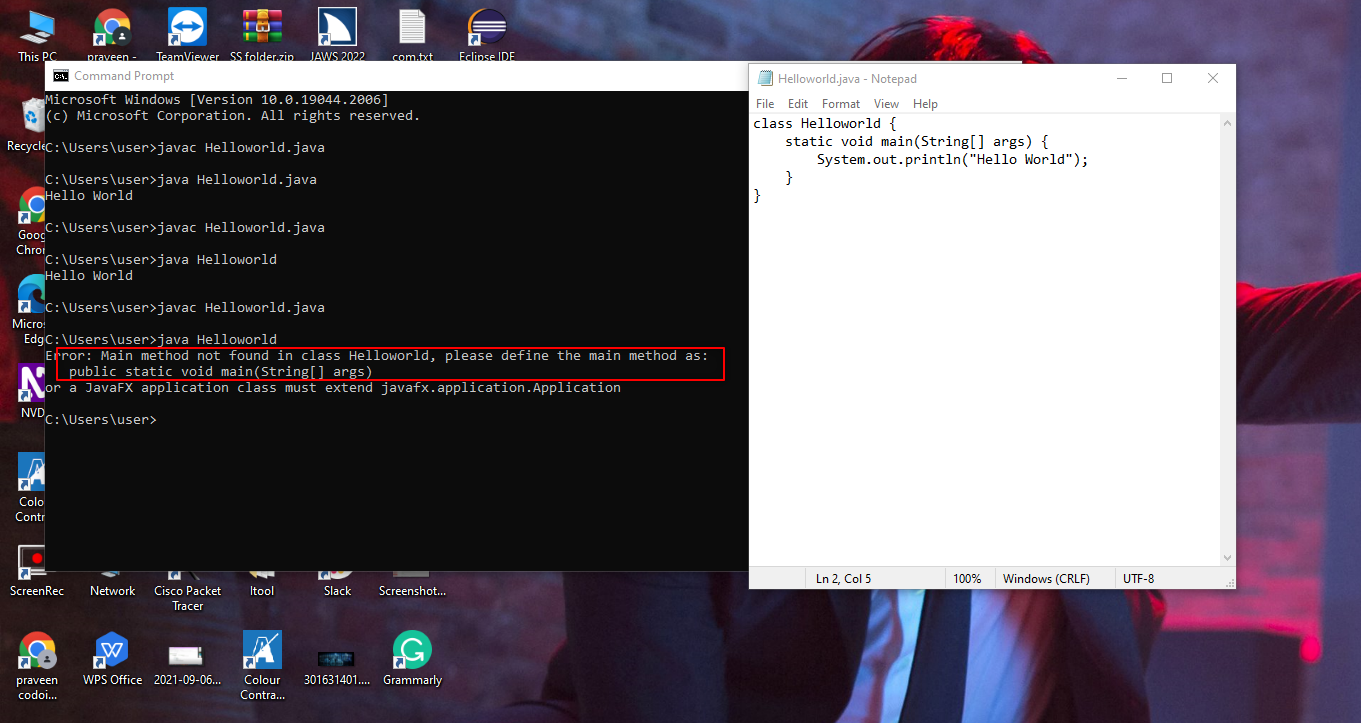 This PC
praveen -
TeamViewer
SS folder.zip
JAWS 2022
com.txt
Eclipse IDE
Command Prompt
Microsoft Windows [Version 10.0.19044.2006]
(c) Microsoft Corporation. All rights reserved.
C:\Users\user>javac Helloworld.java
C:\Users\user>java Helloworld.java
Hello World
C:\Users\user>javac Helloworld.java
C:\Users\user>java Helloworld
Hello World
C:\Users\user>javac Helloworld.java
C:\Users\user>java Helloworld
Error: Main method not found in class Helloworld, please define the main method as:
public static void main(String[] args)
or a JavaFX application class must extend javafx.application.Application
C:\Users\user>
Helloworld.java - Notepad
File Edit Format View Help
class Helloworld {
static void main(String[] args) {
System.out.println("Hello World");
}
}
Ln 2, Col 5
100%
Windows (CRLF)
UTF-8
Recycle
Goog
Chron
Micros
Edg
NVD
Colo
Contr
ScreenRec
Network
Cisco Packet
Tracer
Itool
Slack
Screenshot...
praveen
codoi...
WPS Office
2021-09-06...
Colour
Contra...
301631401....
Grammarly